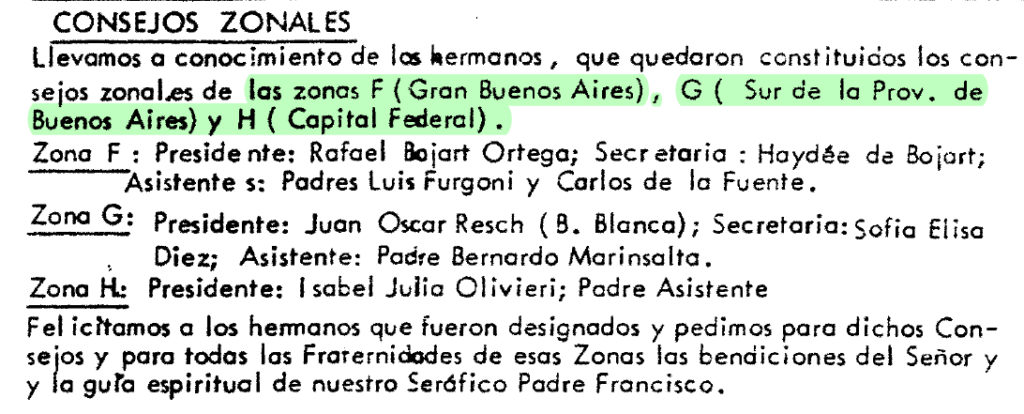 CONSEJOS ZONALES
Llevamos a conocimiento de los hermanos, que quedaron constituidos los con-
sejos zonales de las zonas F ( Gran Buenos Aires), G ( Sur de la Prov. de
Buenos Aires) y H ( Capital Federal).
Zona F : Presidente: Rafael Bojart Ortega; Secretaria : Haydée de Bojart;
Asistente s: Padres Luis Furgoni y Carlos de la Fuente.
Zona G: Presidente: Juan Oscar Resch ( B. Blanca); Secretaria: Sofia Elisa
Diez; Asistente: Padre Bernardo Marinsalta.
Zona H.: Presidente: Isabel Julia Olivieri; Padre Asistente
Felicitamos a los hermanos que fueron designados y pedimos para dichos Con-
sejos y para todas las Fraternidades de esas Zonas las bendiciones del Señor y
y la guía espiritual de nuestro Seráfico Padre Francisco.